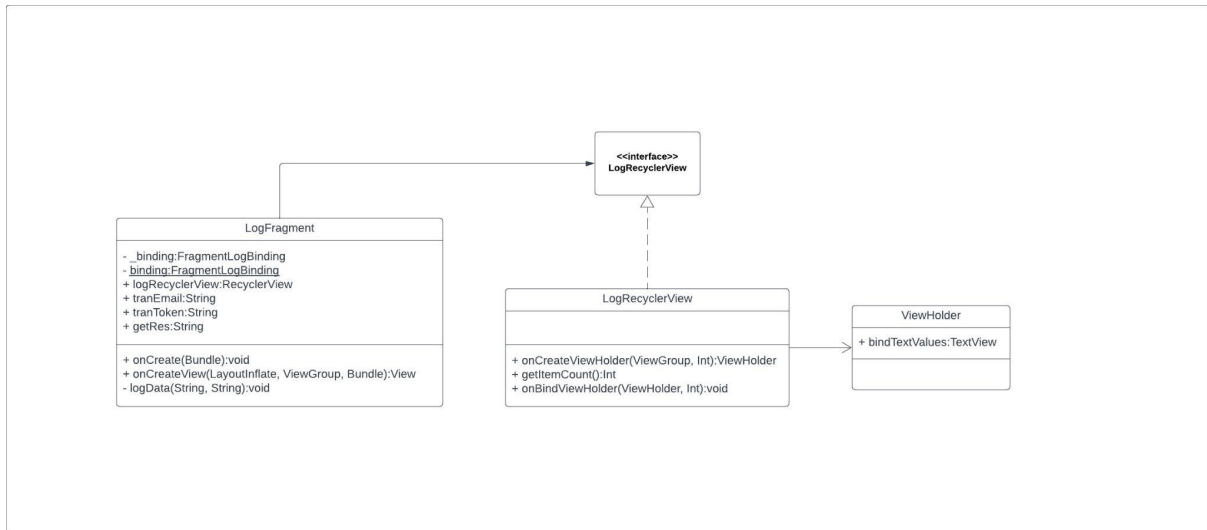 <<interface>>
LogRecyclerView
LogFragment
- _binding:FragmentLogBinding
- binding:FragmentLogBinding
+ logRecyclerView:RecyclerView
+ tranEmail:String
+ tranToken:String
+ getRes:String
+ onCreate(Bundle):void
+ onCreateView(LayoutInflate, ViewGroup, Bundle):View
- logData(String, String):void
LogRecyclerView
+ onCreateViewHolder(ViewGroup, Int):ViewHolder
+ getItemCount():Int
+ onBindViewHolder(ViewHolder, Int):void
ViewHolder
+ bindTextValues:TextView